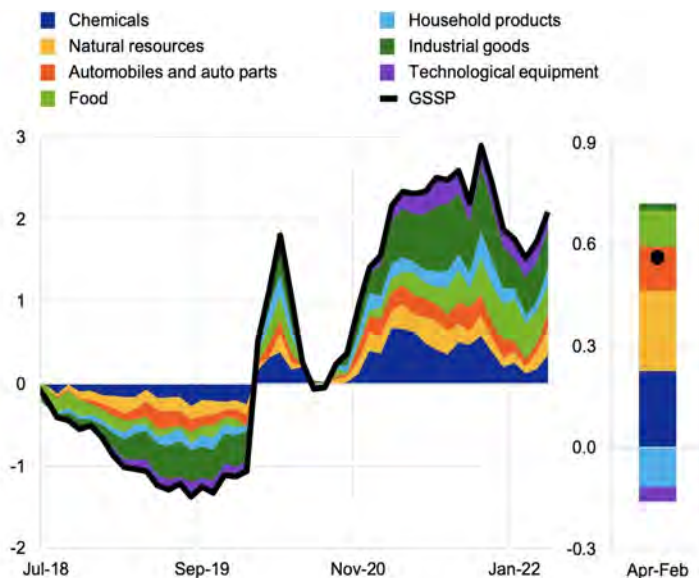 Chemicals
Natural resources
Automobiles and auto parts
Food
Household products
Industrial goods
Technological equipment
GSSP
3
2
1
0
-1
-2
Jul-18 Sep-19 Nov-20 Jan-22
0.9
0.6
0.3
0.0
-0.3
Apr-Feb